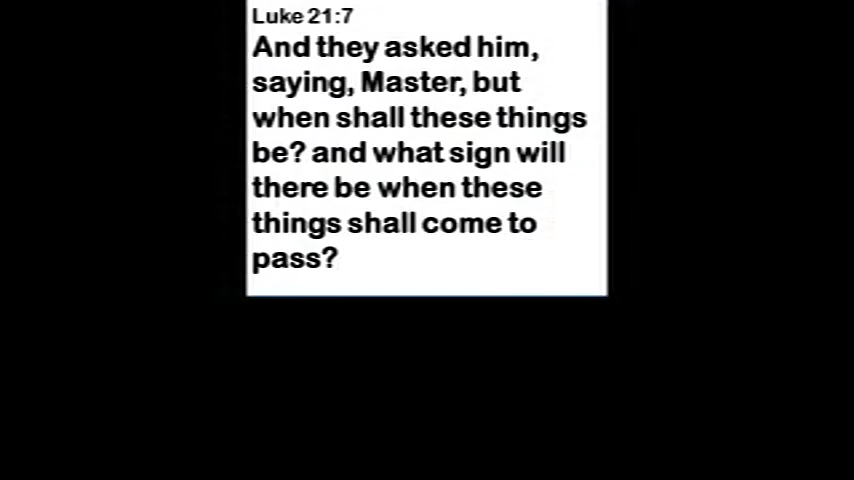 Luke 21:7
And they asked him,
saying, Master, but
when shall these things
be? and what sign will
there be when these
things shall come to
pass?